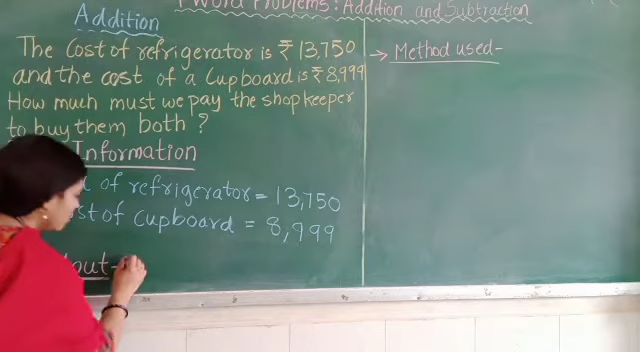 Word Problems: Addition and Subtraction
Addition
The Cost of refrigerator is ₹ 13,750
and the cost of a Cupboard is ₹ 8,999
How much must we pay the shopkeeper
to buy them both ?
Information
of refrigerator = 13,750
of cupboard = 8,999
out-
→ Method used-